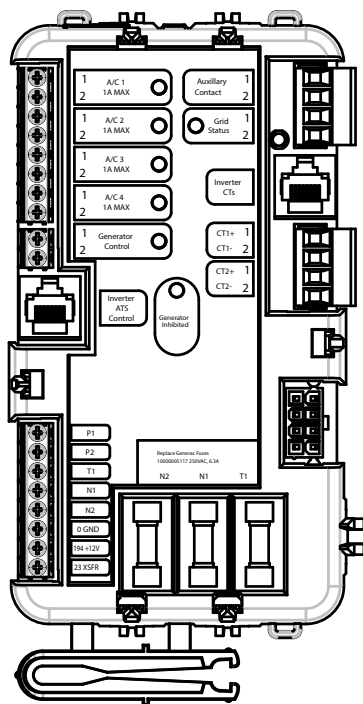 1 A/C 1
2 1A MAX
Auxillary 1
Contact 2
1 A/C 2
2 1A MAX
Grid 1
Status 2
1 A/C 3
2 1A MAX
Inverter
CTs
1 A/C 4
2 1A MAX
1 Generator
2 Control
CT1+ 1
CT1- 2
CT2+ 1
CT2- 2
Inverter
ATS
Control
Generator
Inhibited
P1
P2
T1
N1
N2
0 GND
194 +12V
23 XSFR
Replace Generac Fuses
10000005117 250VAC, 6.3A
N2 N1 T1